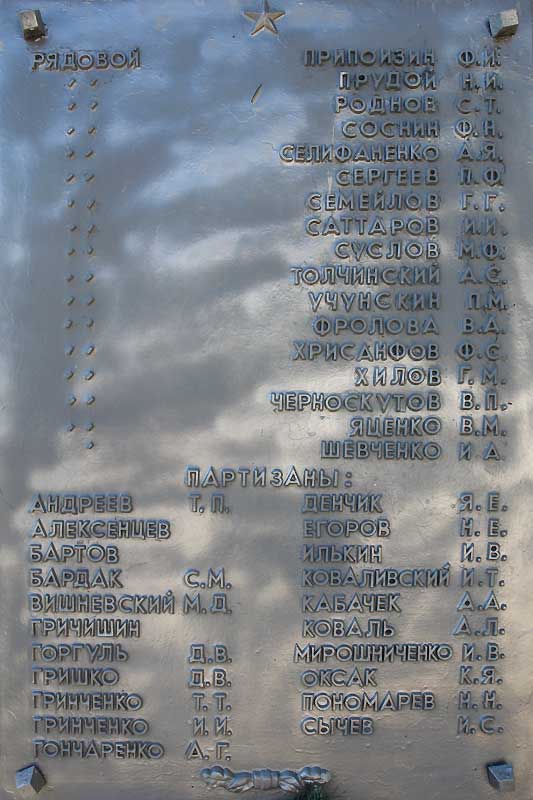 РЯДОВОЙ ПРИПОИЗИН Ф.И.
" " ПРУДОЙ Н.И.
" " РОДНОЕ С.Т.
" " СОСНИН Ф.Н.
" " СЕЛИФАНЕНКО А.Я.
" " СЕРГЕЕВ П.Ф.
" " СЕМЕЙЛОВ Г.Г.
" " САТТАРОВ И.И.
" " СУСЛОВ М.Ф.
" " ТОЛЧИНСКИЙ А.С.
" " УЧУНСКИН П.М.
" " ФРОЛОВА В.А.
" " ХРИСАНФОВ Ф.С.
" " ХИЛОВ Г.М.
" " ЧЕРНОСКУТОВ В.П.
" " ЯЦЕНКО В.М.
ШЕВЧЕНКО И.А.
ПАРТИЗАНЫ:
АНДРЕЕВ Т.П.
АЛЕКСЕНЦЕВ
БАРТОВ
БАРДАК С.М.
ВИШНЕВСКИЙ М.Д.
ГРИЧИШИН
ГОРГУЛЬ Д.В.
ГРИШКО Д.В.
ГРИНЧЕНКО Т.Т.
ГРИНЧЕНКО И.И.
ГОНЧАРЕНКО А.Г.
ДЕНЧИК Я.Е.
ЕГОРОВ Н.Е.
ИЛЬКИН И.В.
КОВАЛИВСКИЙ И.Т.
КАБАЧЕК А.А.
КОВАЛЬ А.Л.
МИРОШНИЧЕНКО И.В.
ОКСАК К.Я.
ПОНОМАРЕВ Н.Н.
СЫЧЕВ И.С.